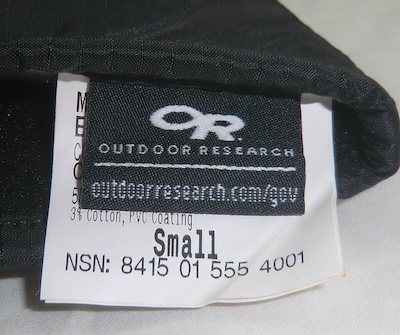 OR
OUTDOOR RESEARCH
outdoorresearch.com/gov
3% Cotton, PVC Coating
Small
NSN: 8415 01 555 4001